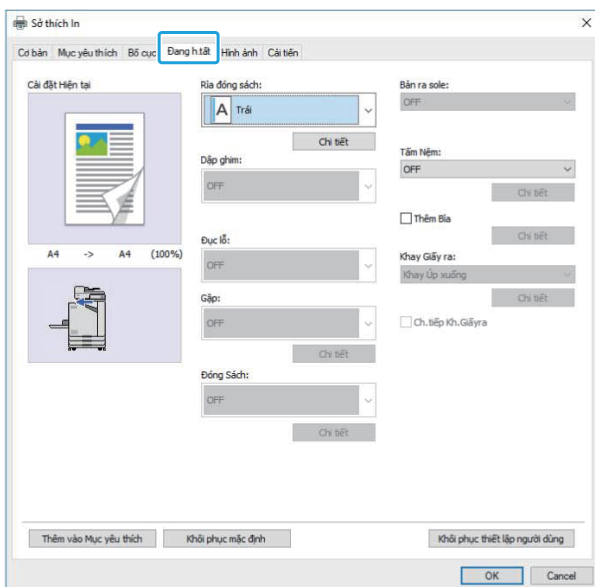 Sở thích In
Cơ bản Mục yêu thích Bố cục Đang h.tất Hình ảnh Cải tiến
Cài đặt Hiện tại
A4 -> A4 (100%)
Rìa đóng sách:
A Trái
Chi tiết
Dập ghim:
OFF
Đục lỗ:
OFF
Gập:
OFF
Chi tiết
Đóng Sách:
OFF
Chi tiết
Bản ra sole:
OFF
Tấm Nệm:
OFF
Chi tiết
Thêm Bìa
Chi tiết
Khay Giấy ra:
Khay Úp xuống
Chi tiết
Ch.tiếp Kh.Giấyra
Thêm vào Mục yêu thích Khôi phục mặc định Khôi phục thiết lập người dùng
OK Cancel